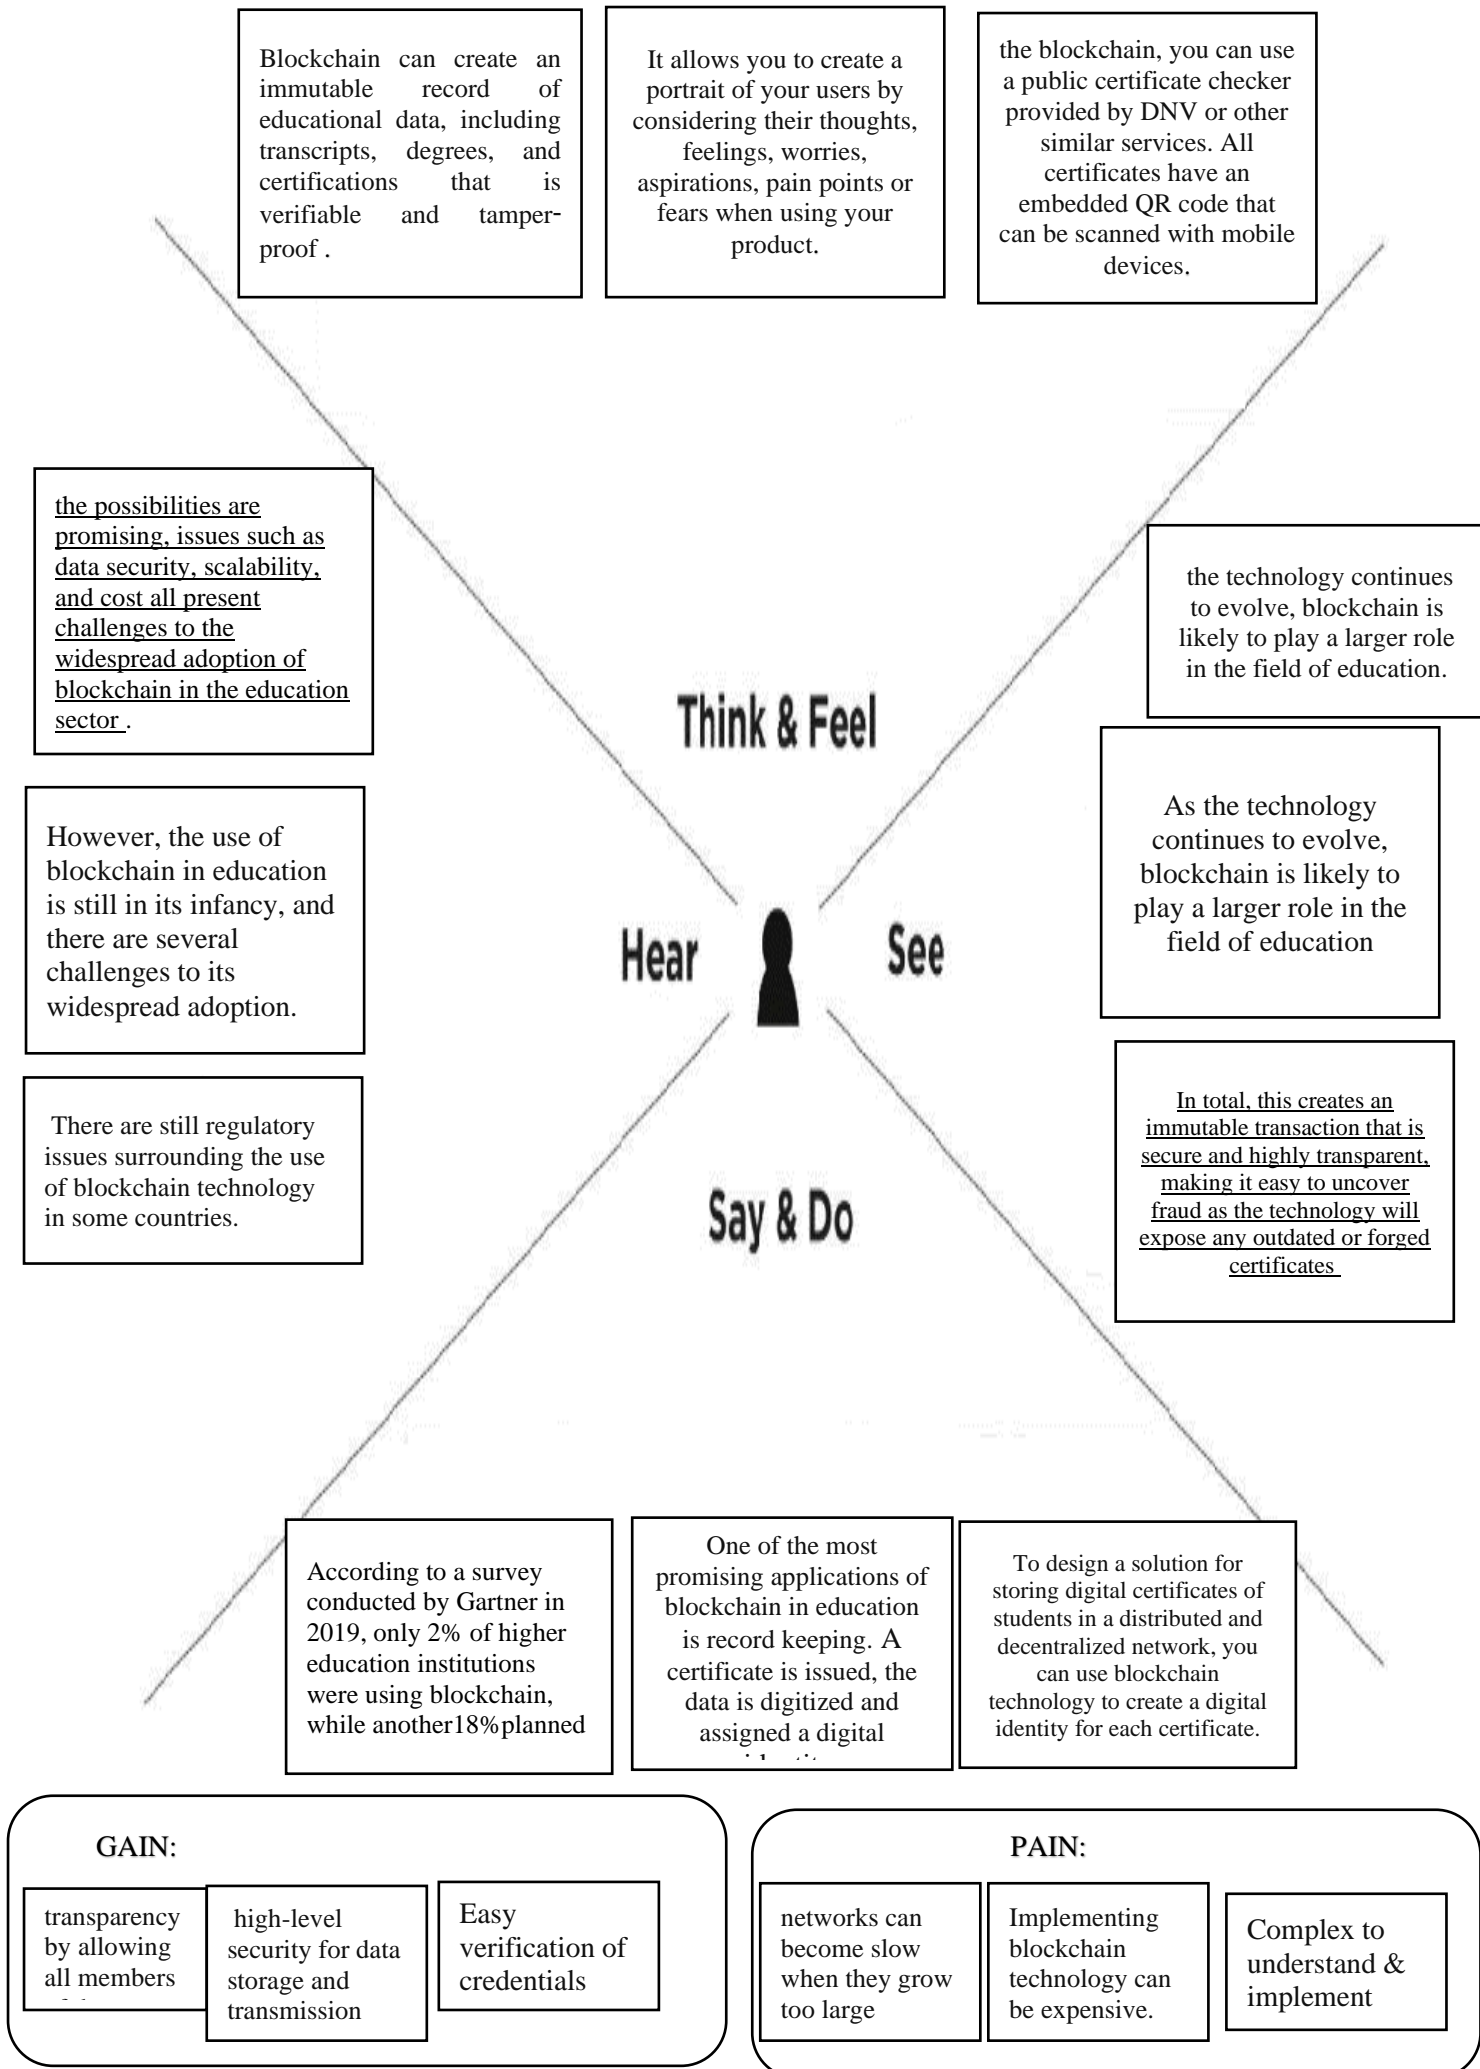 Blockchain can create an
immutable record of
educational data, including
transcripts, degrees, and
certifications that is
verifiable and tamper-
proof .
It allows you to create a
portrait of your users by
considering their thoughts,
feelings, worries,
aspirations, pain points or
fears when using your
product.
the blockchain, you can use
a public certificate checker
provided by DNV or other
similar services. All
certificates have an
embedded QR code that
can be scanned with mobile
devices.
the possibilities are
promising, issues such as
data security, scalability,
and cost all present
challenges to the
widespread adoption of
blockchain in the education
sector .
the technology continues
to evolve, blockchain is
likely to play a larger role
in the field of education.
Think & Feel
As the technology
continues to evolve,
blockchain is likely to
play a larger role in the
field of education
However, the use of
blockchain in education
is still in its infancy, and
there are several
challenges to its
widespread adoption.
Hear
See
There are still regulatory
issues surrounding the use
of blockchain technology
in some countries.
In total, this creates an
immutable transaction that is
secure and highly transparent,
making it easy to uncover
fraud as the technology will
expose any outdated or forged
certificates
Say & Do
According to a survey
conducted by Gartner in
2019, only 2% of higher
education institutions
were using blockchain,
while another18%planned
One of the most
promising applications of
blockchain in education
is record keeping. A
certificate is issued, the
data is digitized and
assigned a digital
To design a solution for
storing digital certificates of
students in a distributed and
decentralized network, you
can use blockchain
technology to create a digital
identity for each certificate.
GAIN:
transparency
by allowing
all members
high-level
security for data
storage and
transmission
Easy
verification of
credentials
PAIN:
networks can
become slow
when they grow
too large
Implementing
blockchain
technology can
be expensive.
Complex to
understand &
implement